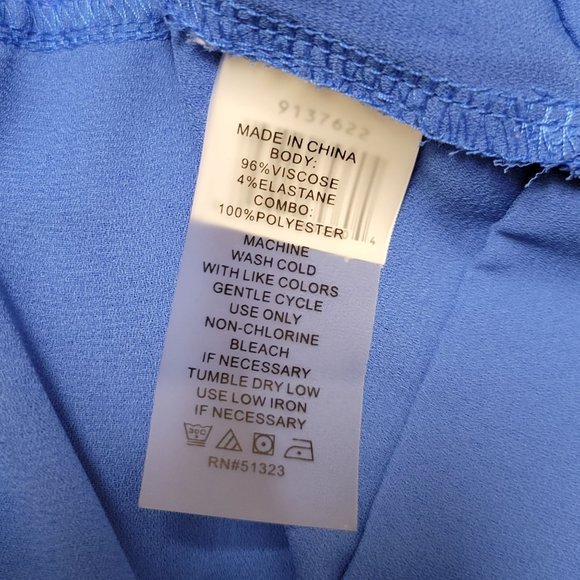 9137622
MADE IN CHINA
BODY:
96%VISCOSE
4%ELASTANE
COMBO:
100%POLYESTER
4
MACHINE
WASH COLD
WITH LIKE COLORS
GENTLE CYCLE
USE ONLY
NON-CHLORINE
BLEACH
IF NECESSARY
TUMBLE DRY LOW
USE LOW IRON
IF NECESSARY
RN#51323